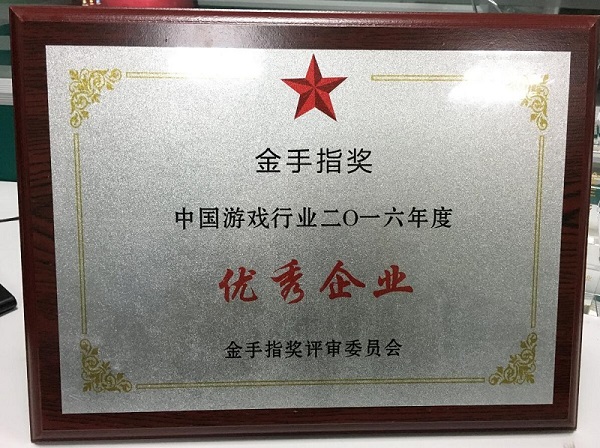 金手指奖
中国游戏行业二〇一六年度
优秀企业
金手指奖评审委员会